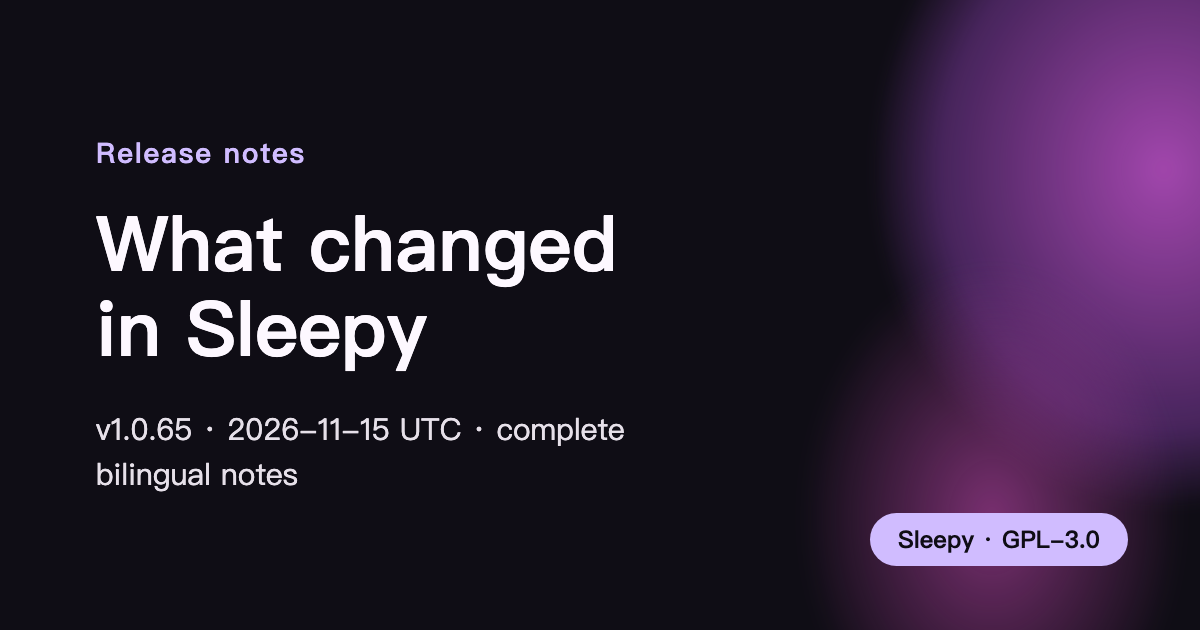 Release notes
What changed
in Sleepy
v1.0.65 · 2026–11–15 UTC · complete
bilingual notes
Sleepy · GPL–3.0